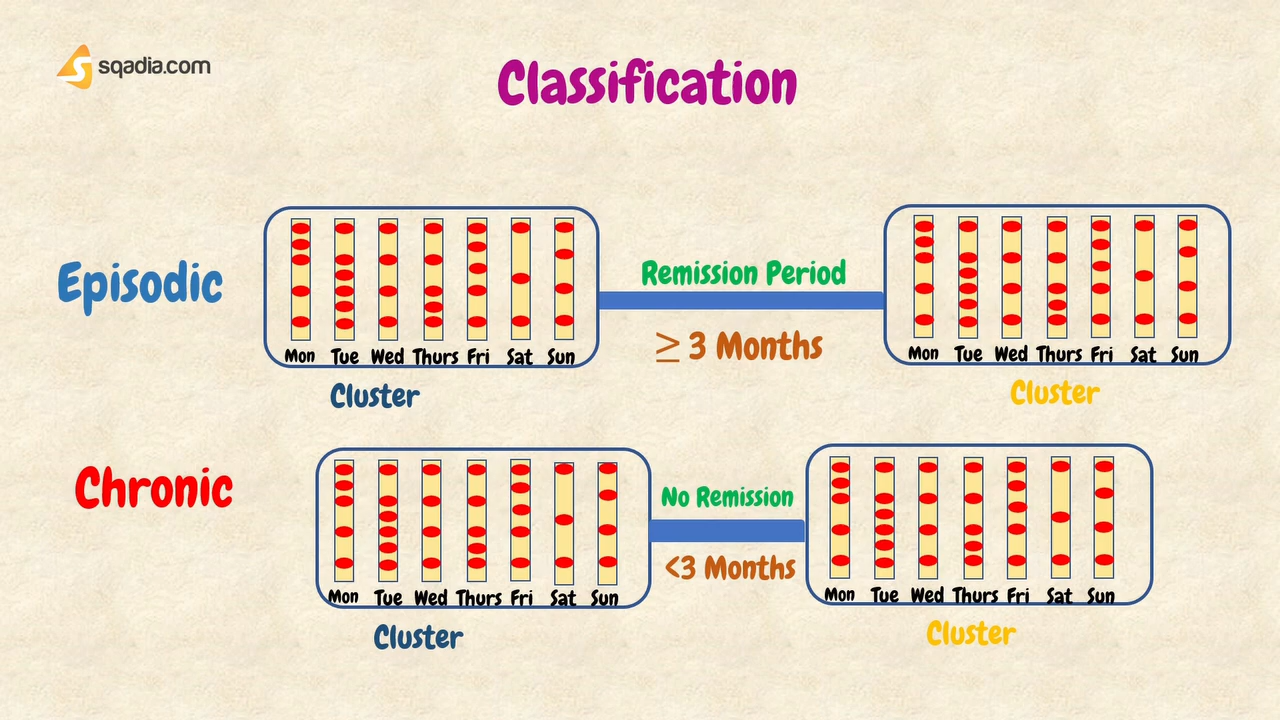 sqadia.com
Classification
Episodic
Mon Tue Wed Thurs Fri Sat Sun
Cluster
Remission Period
≥ 3 Months
Mon Tue Wed Thurs Fri Sat Sun
Cluster
Chronic
Mon Tue Wed Thurs Fri Sat Sun
Cluster
No Remission
<3 Months
Mon Tue Wed Thurs Fri Sat Sun
Cluster